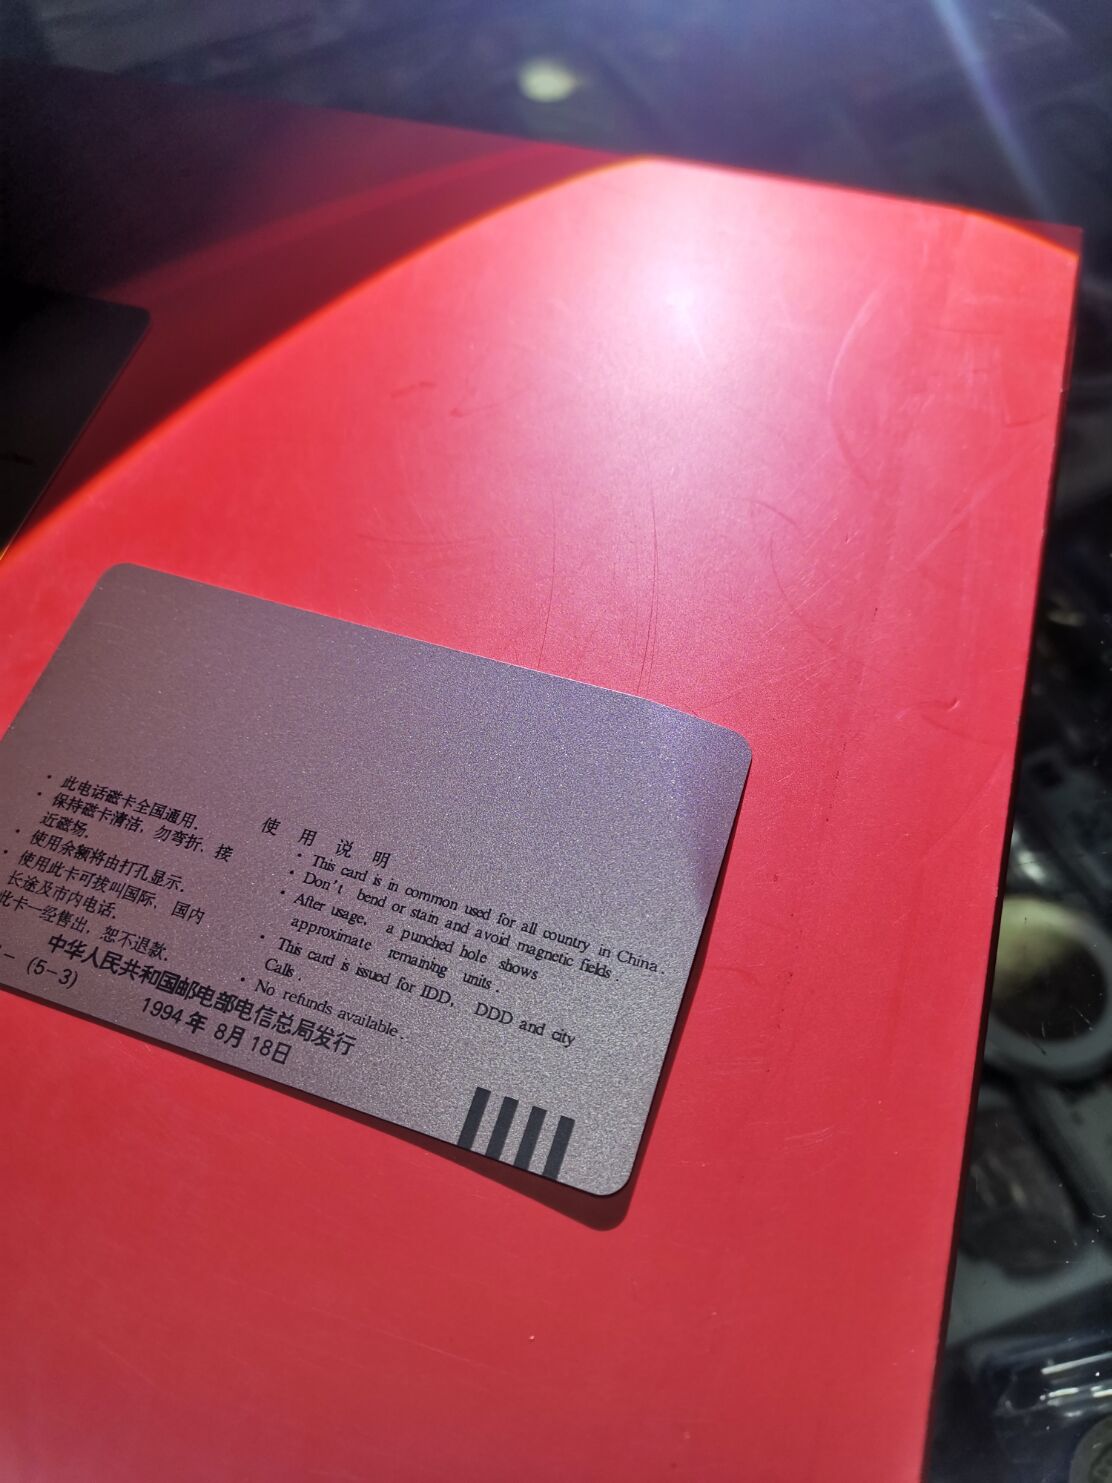 使用说明
· 此电话磁卡全国通用.
· 保持磁卡清洁, 勿弯折、接
近磁场.
· 使用余额将由打孔显示.
· 使用此卡可拔叫国际、国内
长途及市内电话.
此卡一经售出, 恕不退款.
· This card is in common used for all country in China.
· Don't bend or stain and avoid magnetic fields.
· After usage, a punched hole shows
approximate remaining units.
· This card is issued for IDD, DDD and city
Calls.
· No refunds available.
中华人民共和国邮电部电信总局发行
(5-3)
1994年8月18日